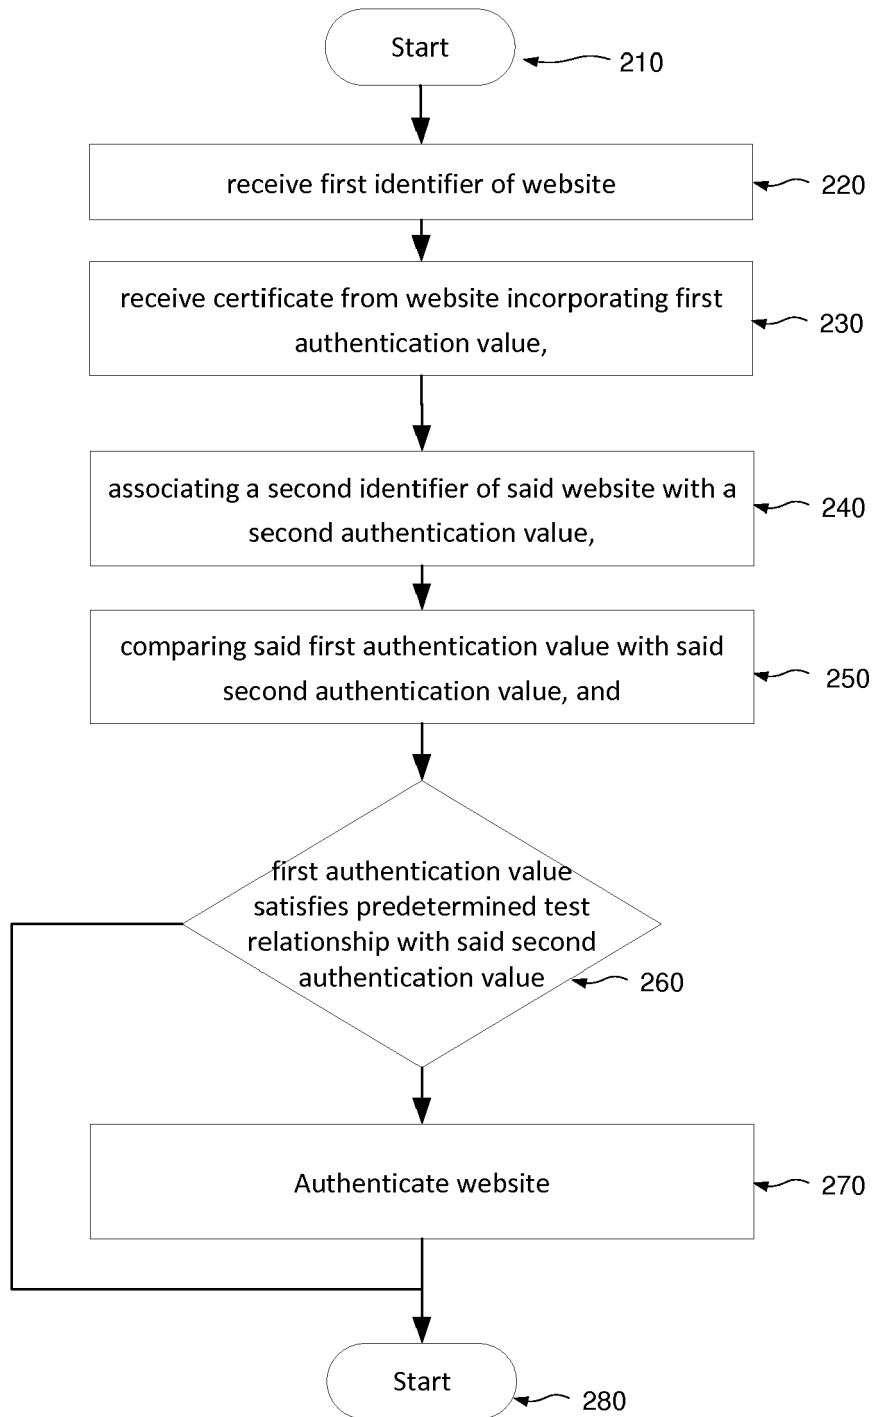 Start
210
receive first identifier of website
220
receive certificate from website incorporating first
authentication value,
230
associating a second identifier of said website with a
second authentication value,
240
comparing said first authentication value with said
second authentication value, and
250
first authentication value
satisfies predetermined test
relationship with said second
authentication value
260
Authenticate website
270
Start
280